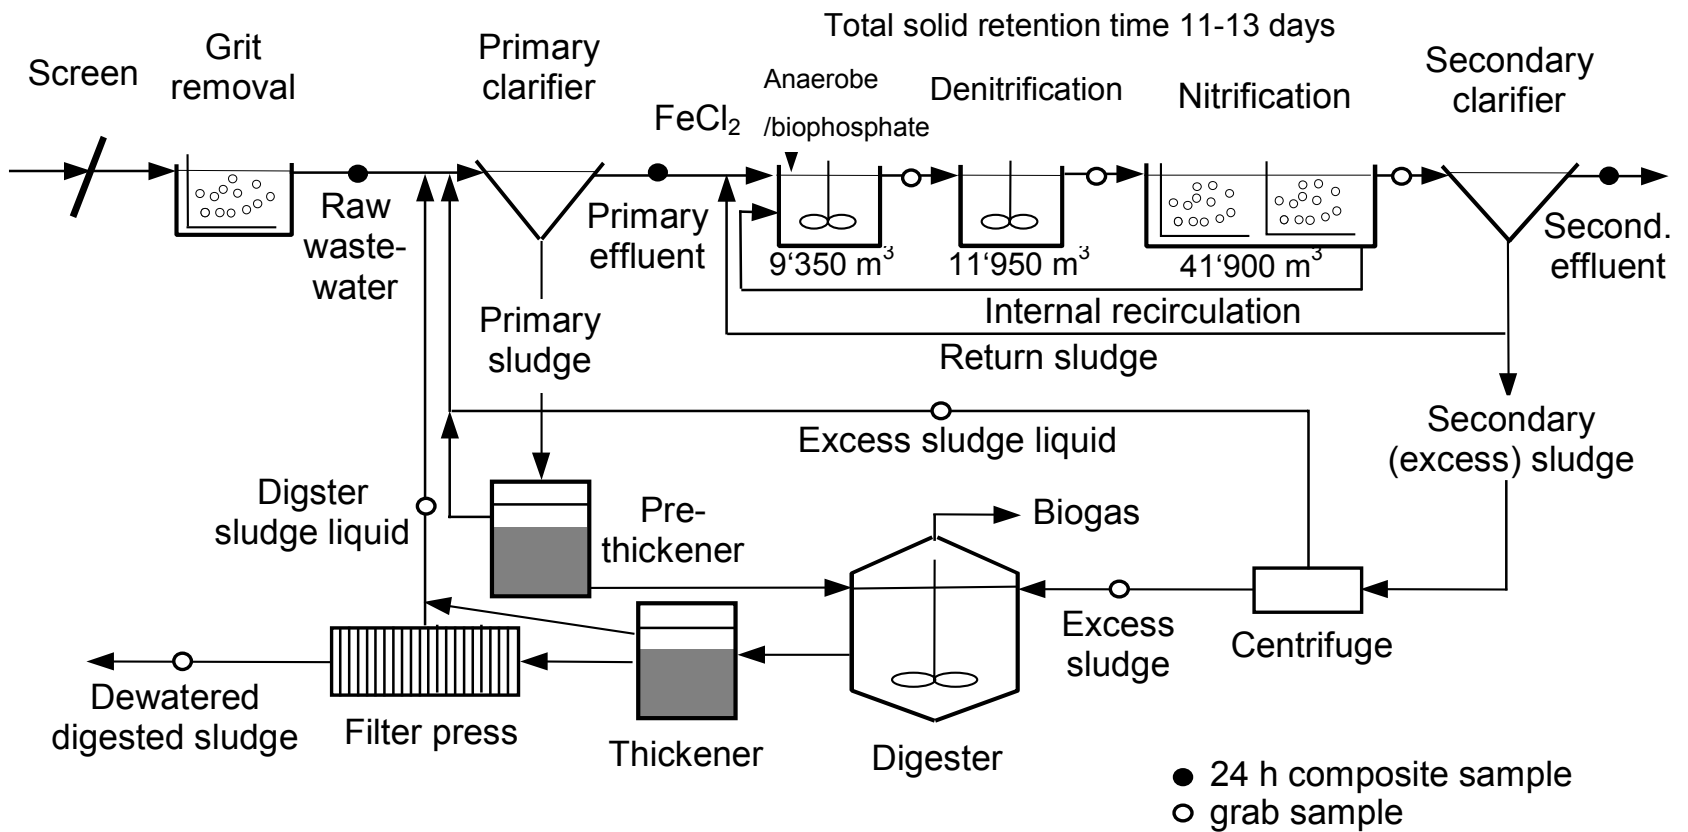 Total solid retention time 11-13 days
Screen
Grit
removal
Primary
clarifier
FeCl₂
Anaerobe
/biophosphate
Denitrification
Nitrification
Secondary
clarifier
Raw
waste-
water
Primary
effluent
9‘350 m³
11‘950 m³
41‘900 m³
Second.
effluent
Internal recirculation
Return sludge
Primary
sludge
Excess sludge liquid
Secondary
(excess) sludge
Digster
sludge liquid
Pre-
thickener
Biogas
Excess
sludge
Centrifuge
Dewatered
digested sludge
Filter press
Thickener
Digester
24 h composite sample
grab sample